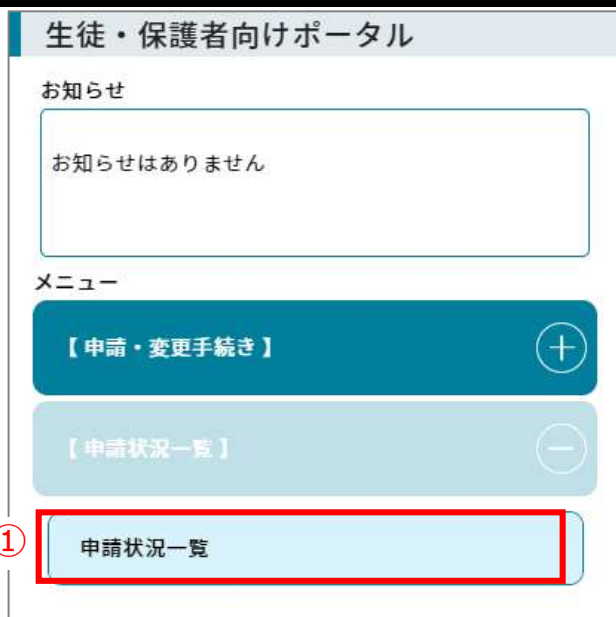 生徒・保護者向けポータル
お知らせ
お知らせはありません
メニュー
【 申請・変更手続き 】
【 申請状況一覧 】
①
申請状況一覧